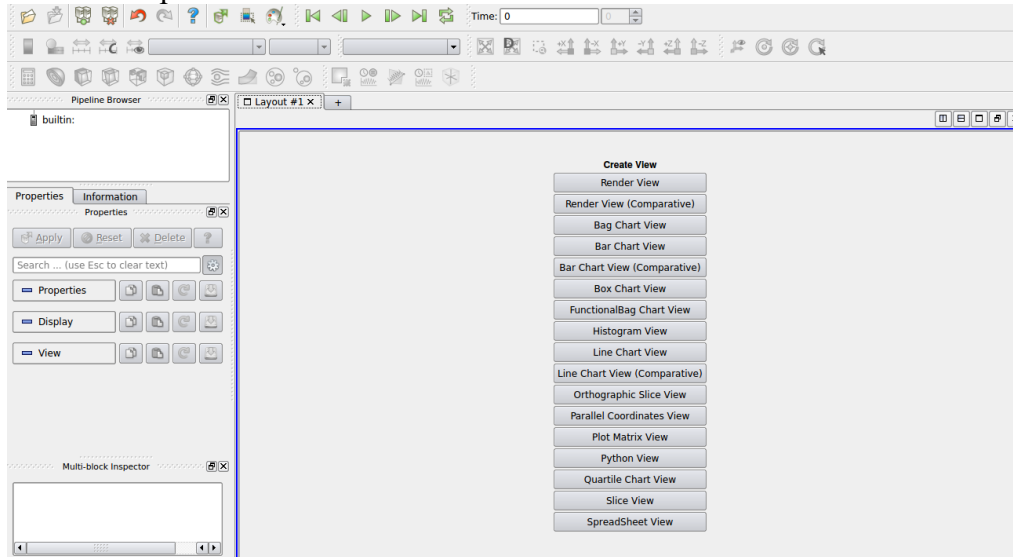 Time: 0
0
Pipeline Browser
builtin:
Layout #1
+
Properties
Information
Properties
Apply
Reset
Delete
?
Search ... (use Esc to clear text)
Properties
Display
View
Multi-block Inspector
Create View
Render View
Render View (Comparative)
Bag Chart View
Bar Chart View
Bar Chart View (Comparative)
Box Chart View
FunctionalBag Chart View
Histogram View
Line Chart View
Line Chart View (Comparative)
Orthographic Slice View
Parallel Coordinates View
Plot Matrix View
Python View
Quartile Chart View
Slice View
SpreadSheet View